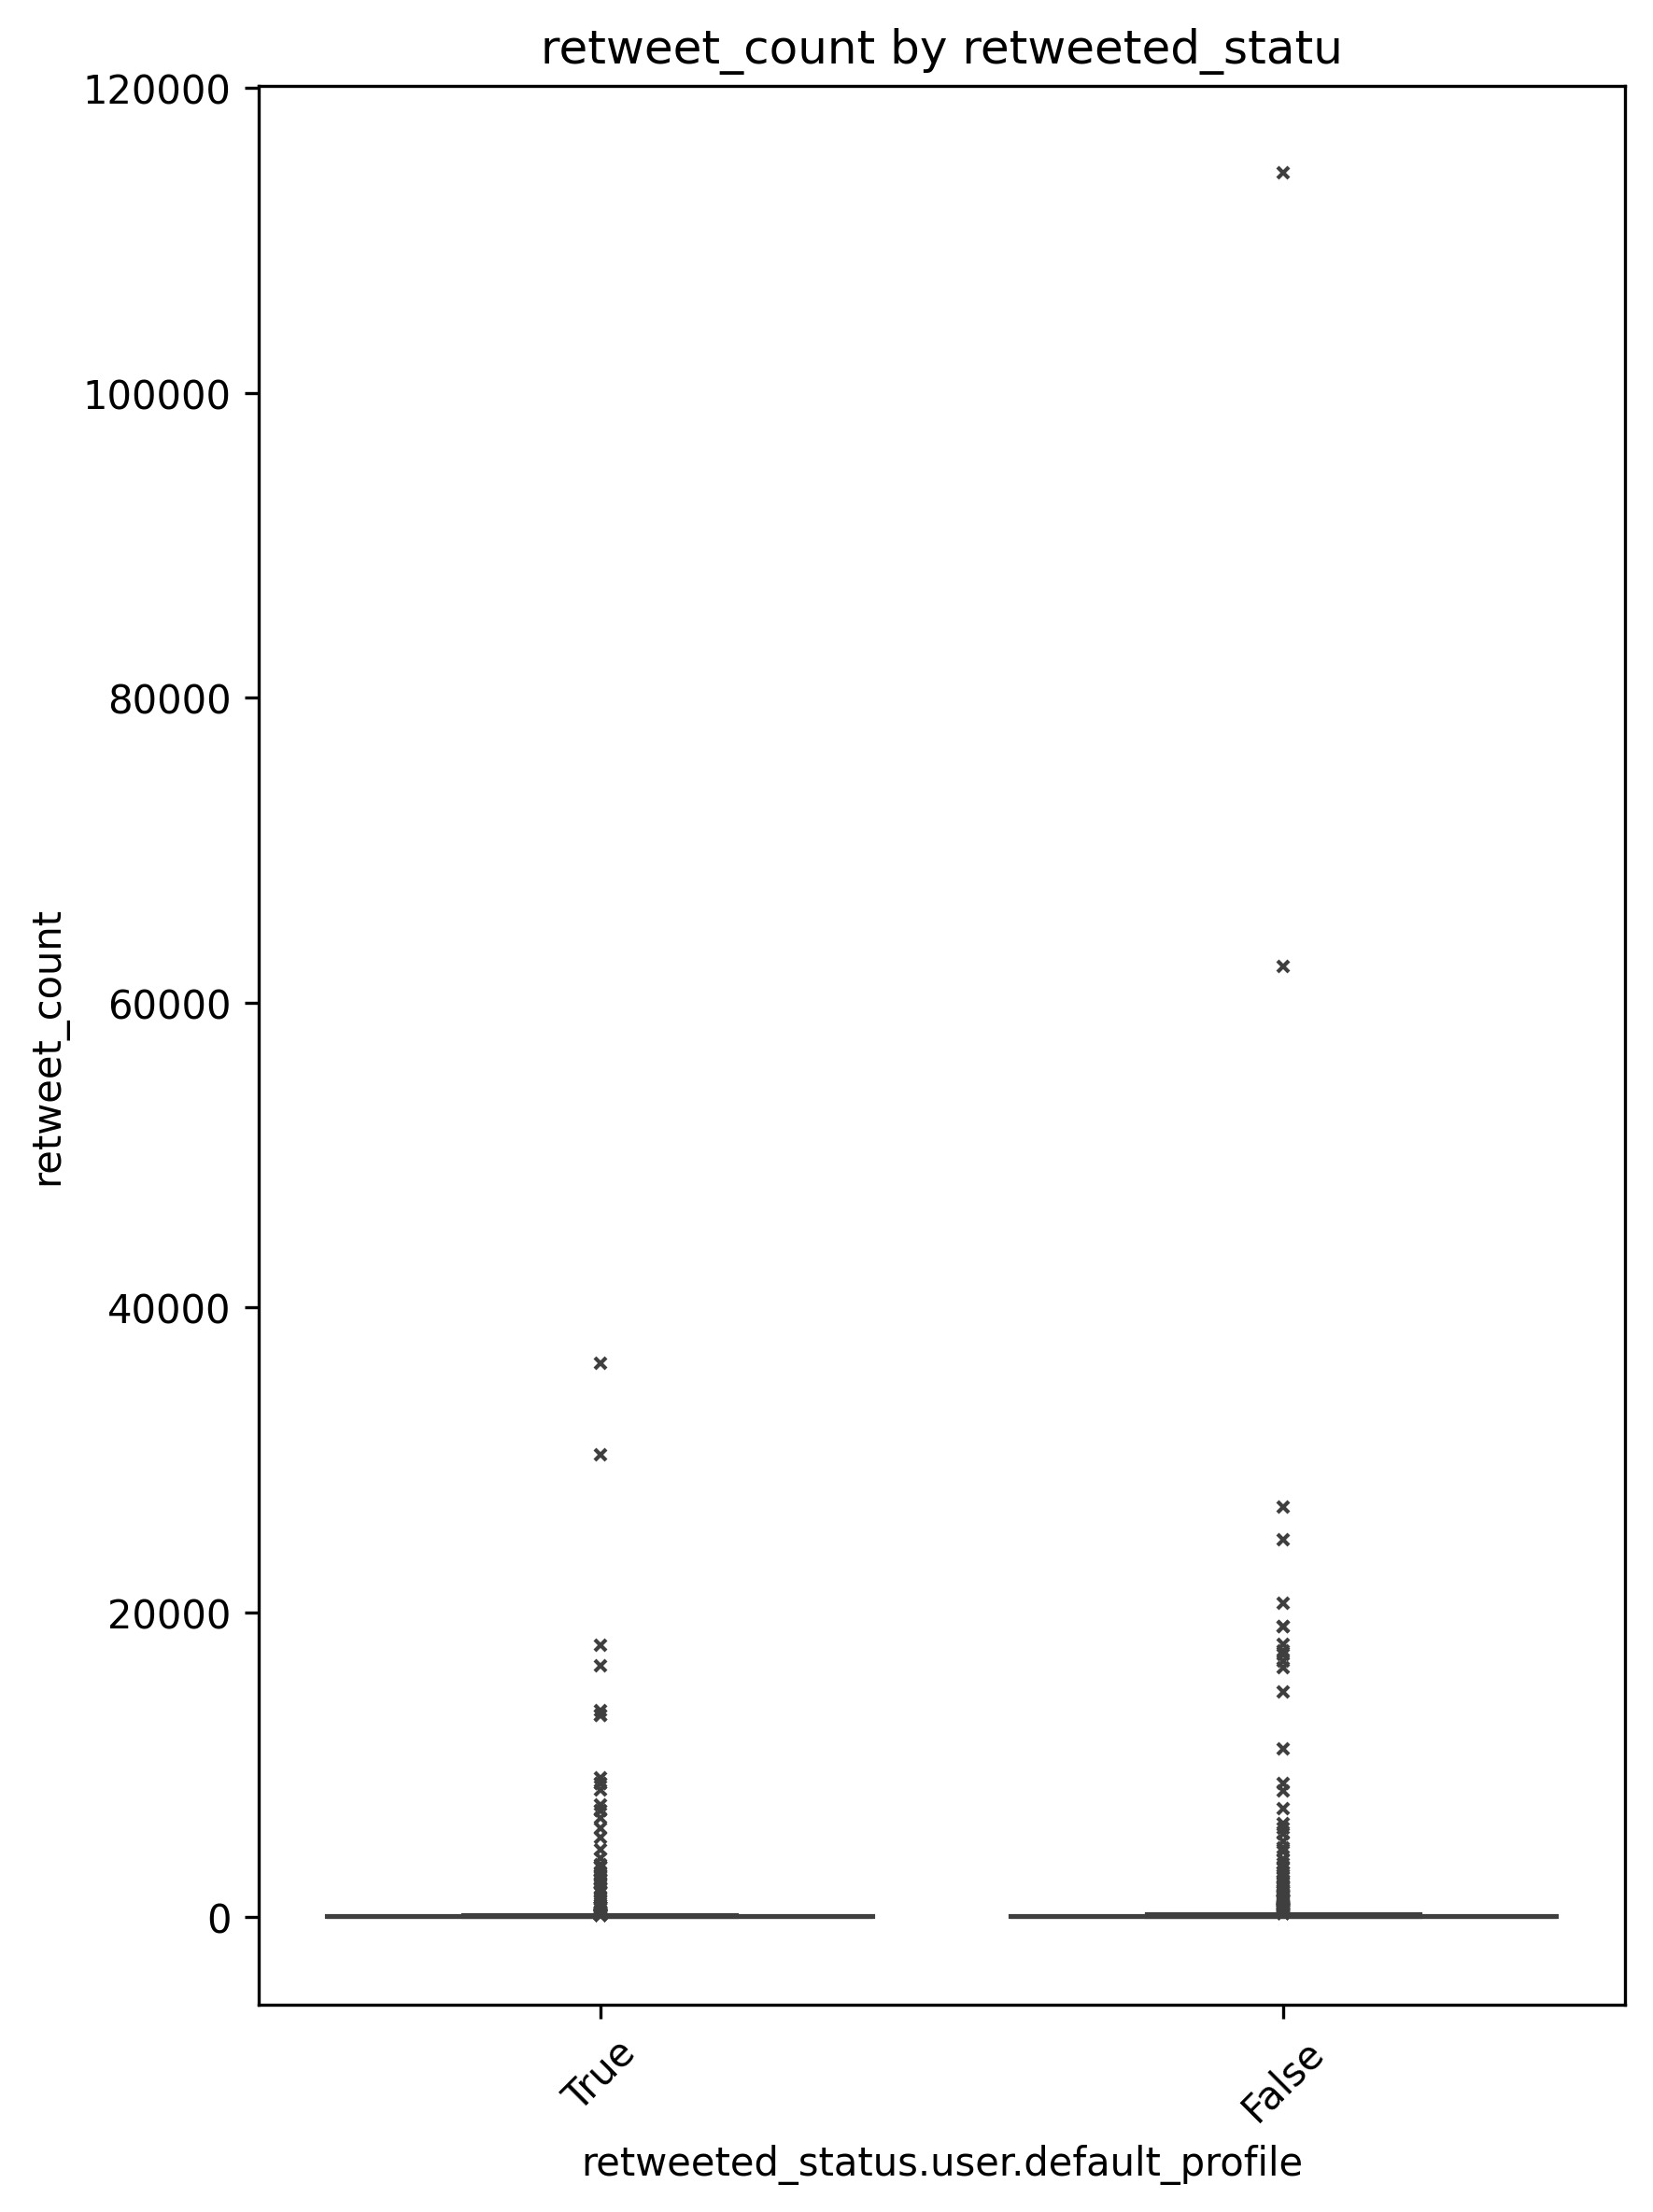 retweet_count by retweeted_statu
120000
100000
80000
60000
40000
20000
0
retweet_count
True
False
retweeted_status.user.default_profile